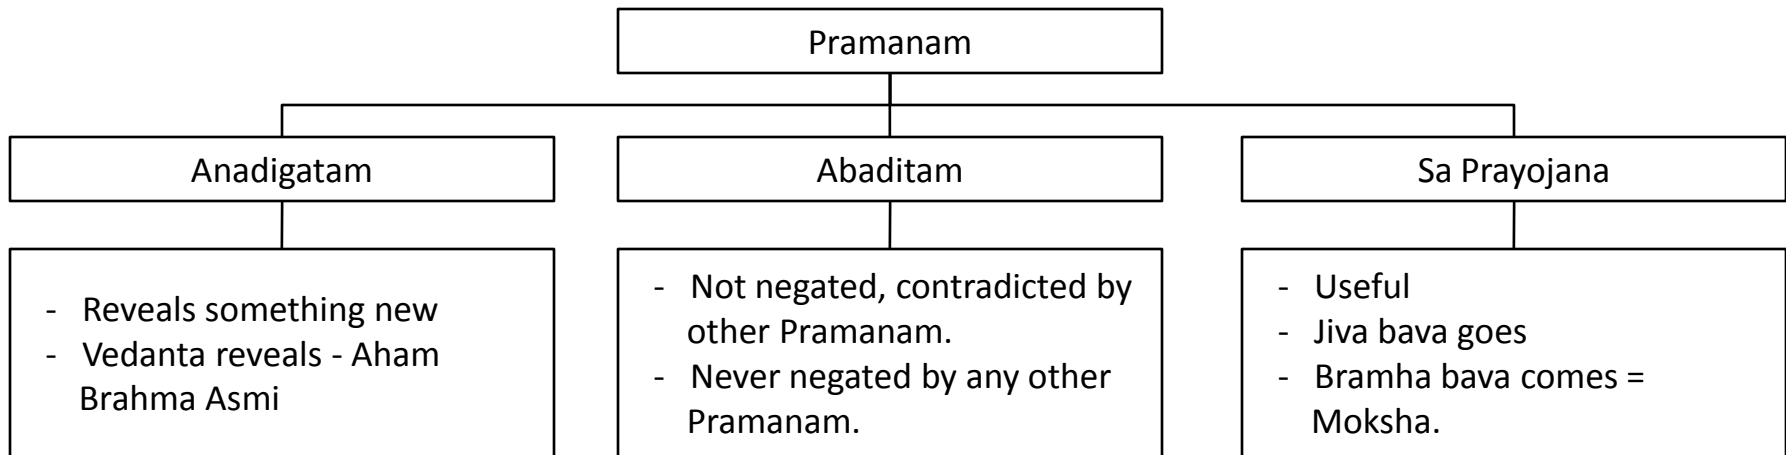 Pramanam
Anadigatam
Abaditam
Sa Prayojana
- Reveals something new
- Vedanta reveals - Aham
Brahma Asmi
- Not negated, contradicted by
other Pramanam.
- Never negated by any other
Pramanam.
- Useful
- Jiva bava goes
- Bramha bava comes =
Moksha.